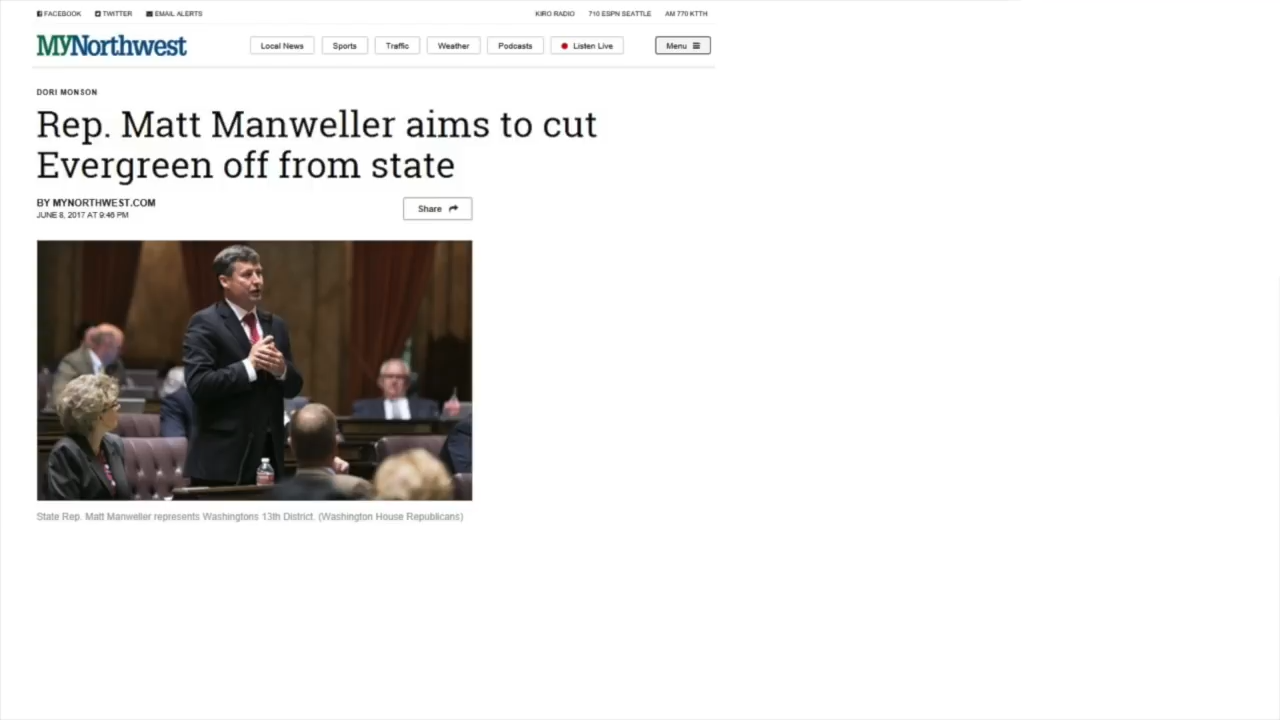 FACEBOOK TWITTER EMAIL ALERTS KIRO RADIO 710 ESPN SEATTLE AM 770 KTTH
MYNorthwest Local News Sports Traffic Weather Podcasts Listen Live Menu
DORI MONSON
Rep. Matt Manweller aims to cut
Evergreen off from state
BY MYNORTHWEST.COM
JUNE 8, 2017 AT 9:46 PM
Share
State Rep. Matt Manweller represents Washingtons 13th District. (Washington House Republicans)